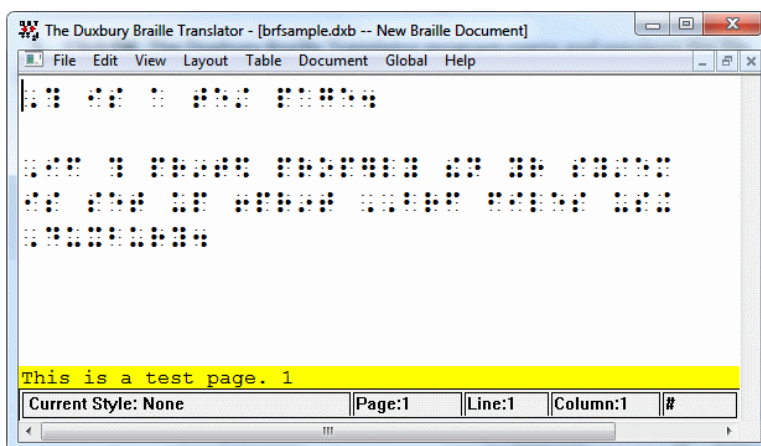 The Duxbury Braille Translator - [brfsample.dxb -- New Braille Document]
File Edit View Layout Table Document Global Help
⠠⠹ ⠊⠎ ⠁ ⠞⠑⠌ ⠏⠁⠛⠑⠲
⠠⠊⠋ ⠹ ⠏⠗⠔⠞⠫ ⠏⠗⠕⠏⠻⠇⠽ ⠮⠝ ⠽⠗ ⠎⠽⠌⠑⠍
⠊⠎ ⠎⠑⠞ ⠥⠏ ⠖⠏⠗⠔⠞ ⠠⠠⠃⠗⠋ ⠋⠊⠇⠑⠎ ⠥⠎⠬
⠠⠙⠥⠭⠃⠥⠗⠽⠲
This is a test page. 1
Current Style: None Page:1 Line:1 Column:1 #